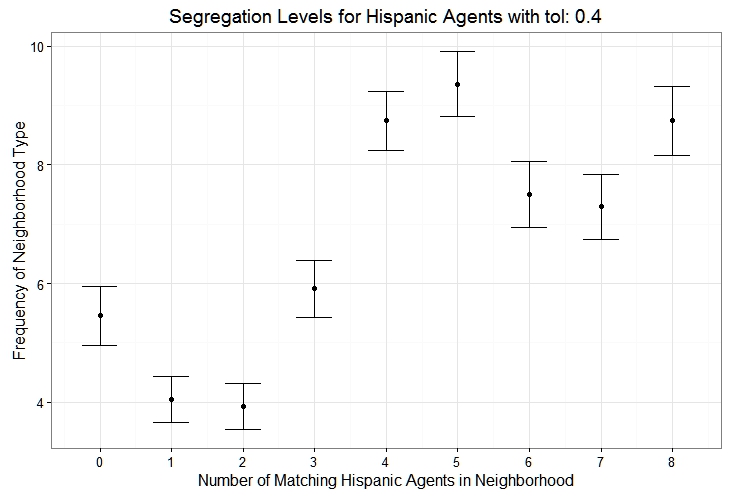 Segregation Levels for Hispanic Agents with tol: 0.4
Frequency of Neighborhood Type
10
8
6
4
0 1 2 3 4 5 6 7 8
Number of Matching Hispanic Agents in Neighborhood